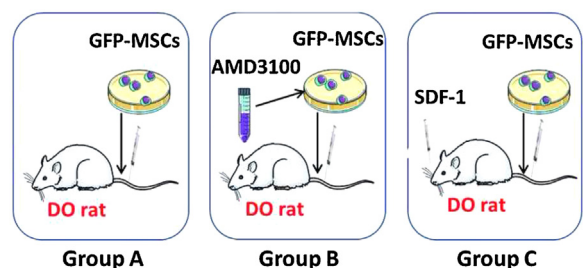 GFP-MSCs
DO rat
Group A
GFP-MSCs
AMD3100
DO rat
Group B
GFP-MSCs
SDF-1
DO rat
Group C